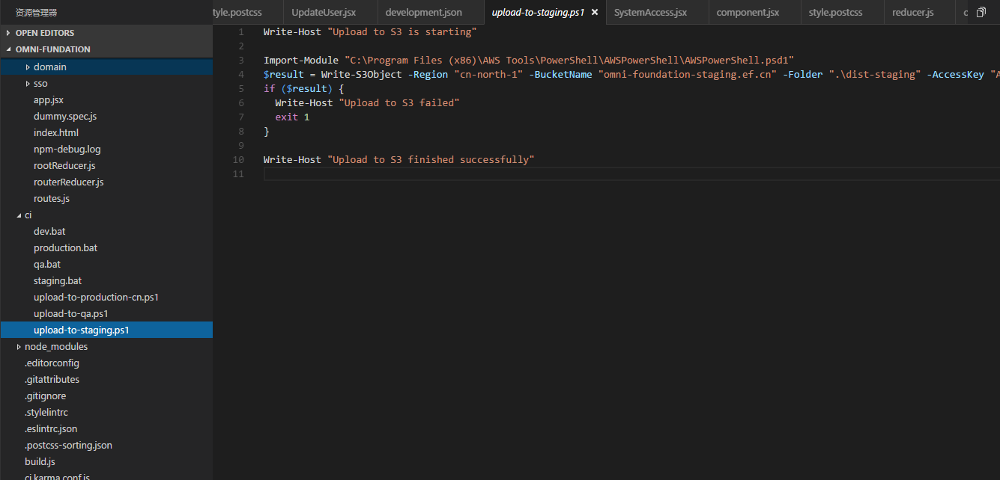 资源管理器
OPEN EDITORS
OMNI-FUNDATION
domain
sso
app.jsx
dummy.spec.js
index.html
npm-debug.log
rootReducer.js
routerReducer.js
routes.js
ci
dev.bat
production.bat
qa.bat
staging.bat
upload-to-production-cn.ps1
upload-to-qa.ps1
upload-to-staging.ps1
node_modules
.editorconfig
.gitattributes
.gitignore
.stylelintrc
.eslintrc.json
.postcss-sorting.json
build.js
ci.karma.conf.js
tyle.postcss UpdateUser.jsx development.json upload-to-staging.ps1 SystemAccess.jsx component.jsx style.postcss reducer.js
1 Write-Host "Upload to S3 is starting"
2
3 Import-Module "C:\Program Files (x86)\AWS Tools\PowerShell\AWSPowerShell\AWSPowerShell.psd1"
4 $result = Write-S3Object -Region "cn-north-1" -BucketName "omni-foundation-staging.ef.cn" -Folder ".\dist-staging" -AccessKey "A
5 if ($result) {
6 Write-Host "Upload to S3 failed"
7 exit 1
8 }
9
10 Write-Host "Upload to S3 finished successfully"
11